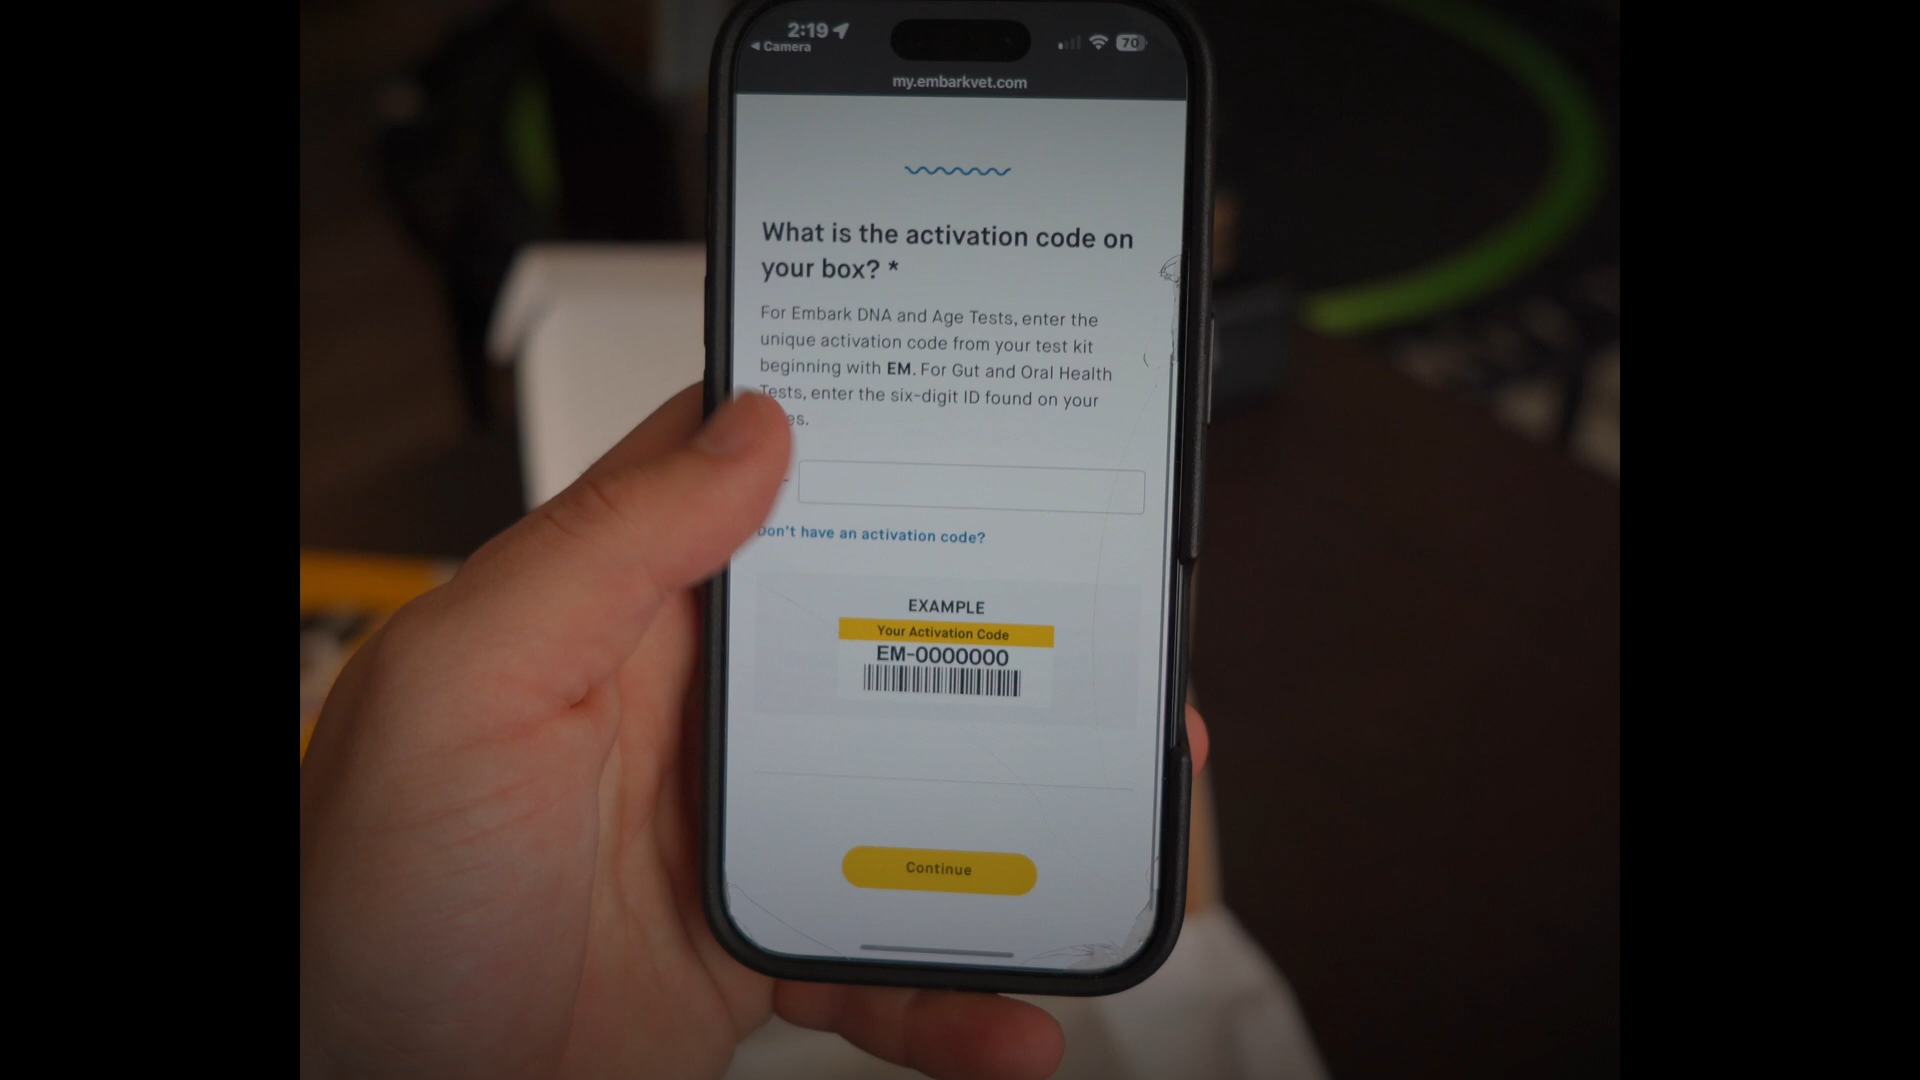 2:19
Camera
70
my.embarkvet.com
What is the activation code on
your box? *
For Embark DNA and Age Tests, enter the
unique activation code from your test kit
beginning with EM. For Gut and Oral Health
Tests, enter the six-digit ID found on your
Don't have an activation code?
EXAMPLE
Your Activation Code
EM-0000000
Continue